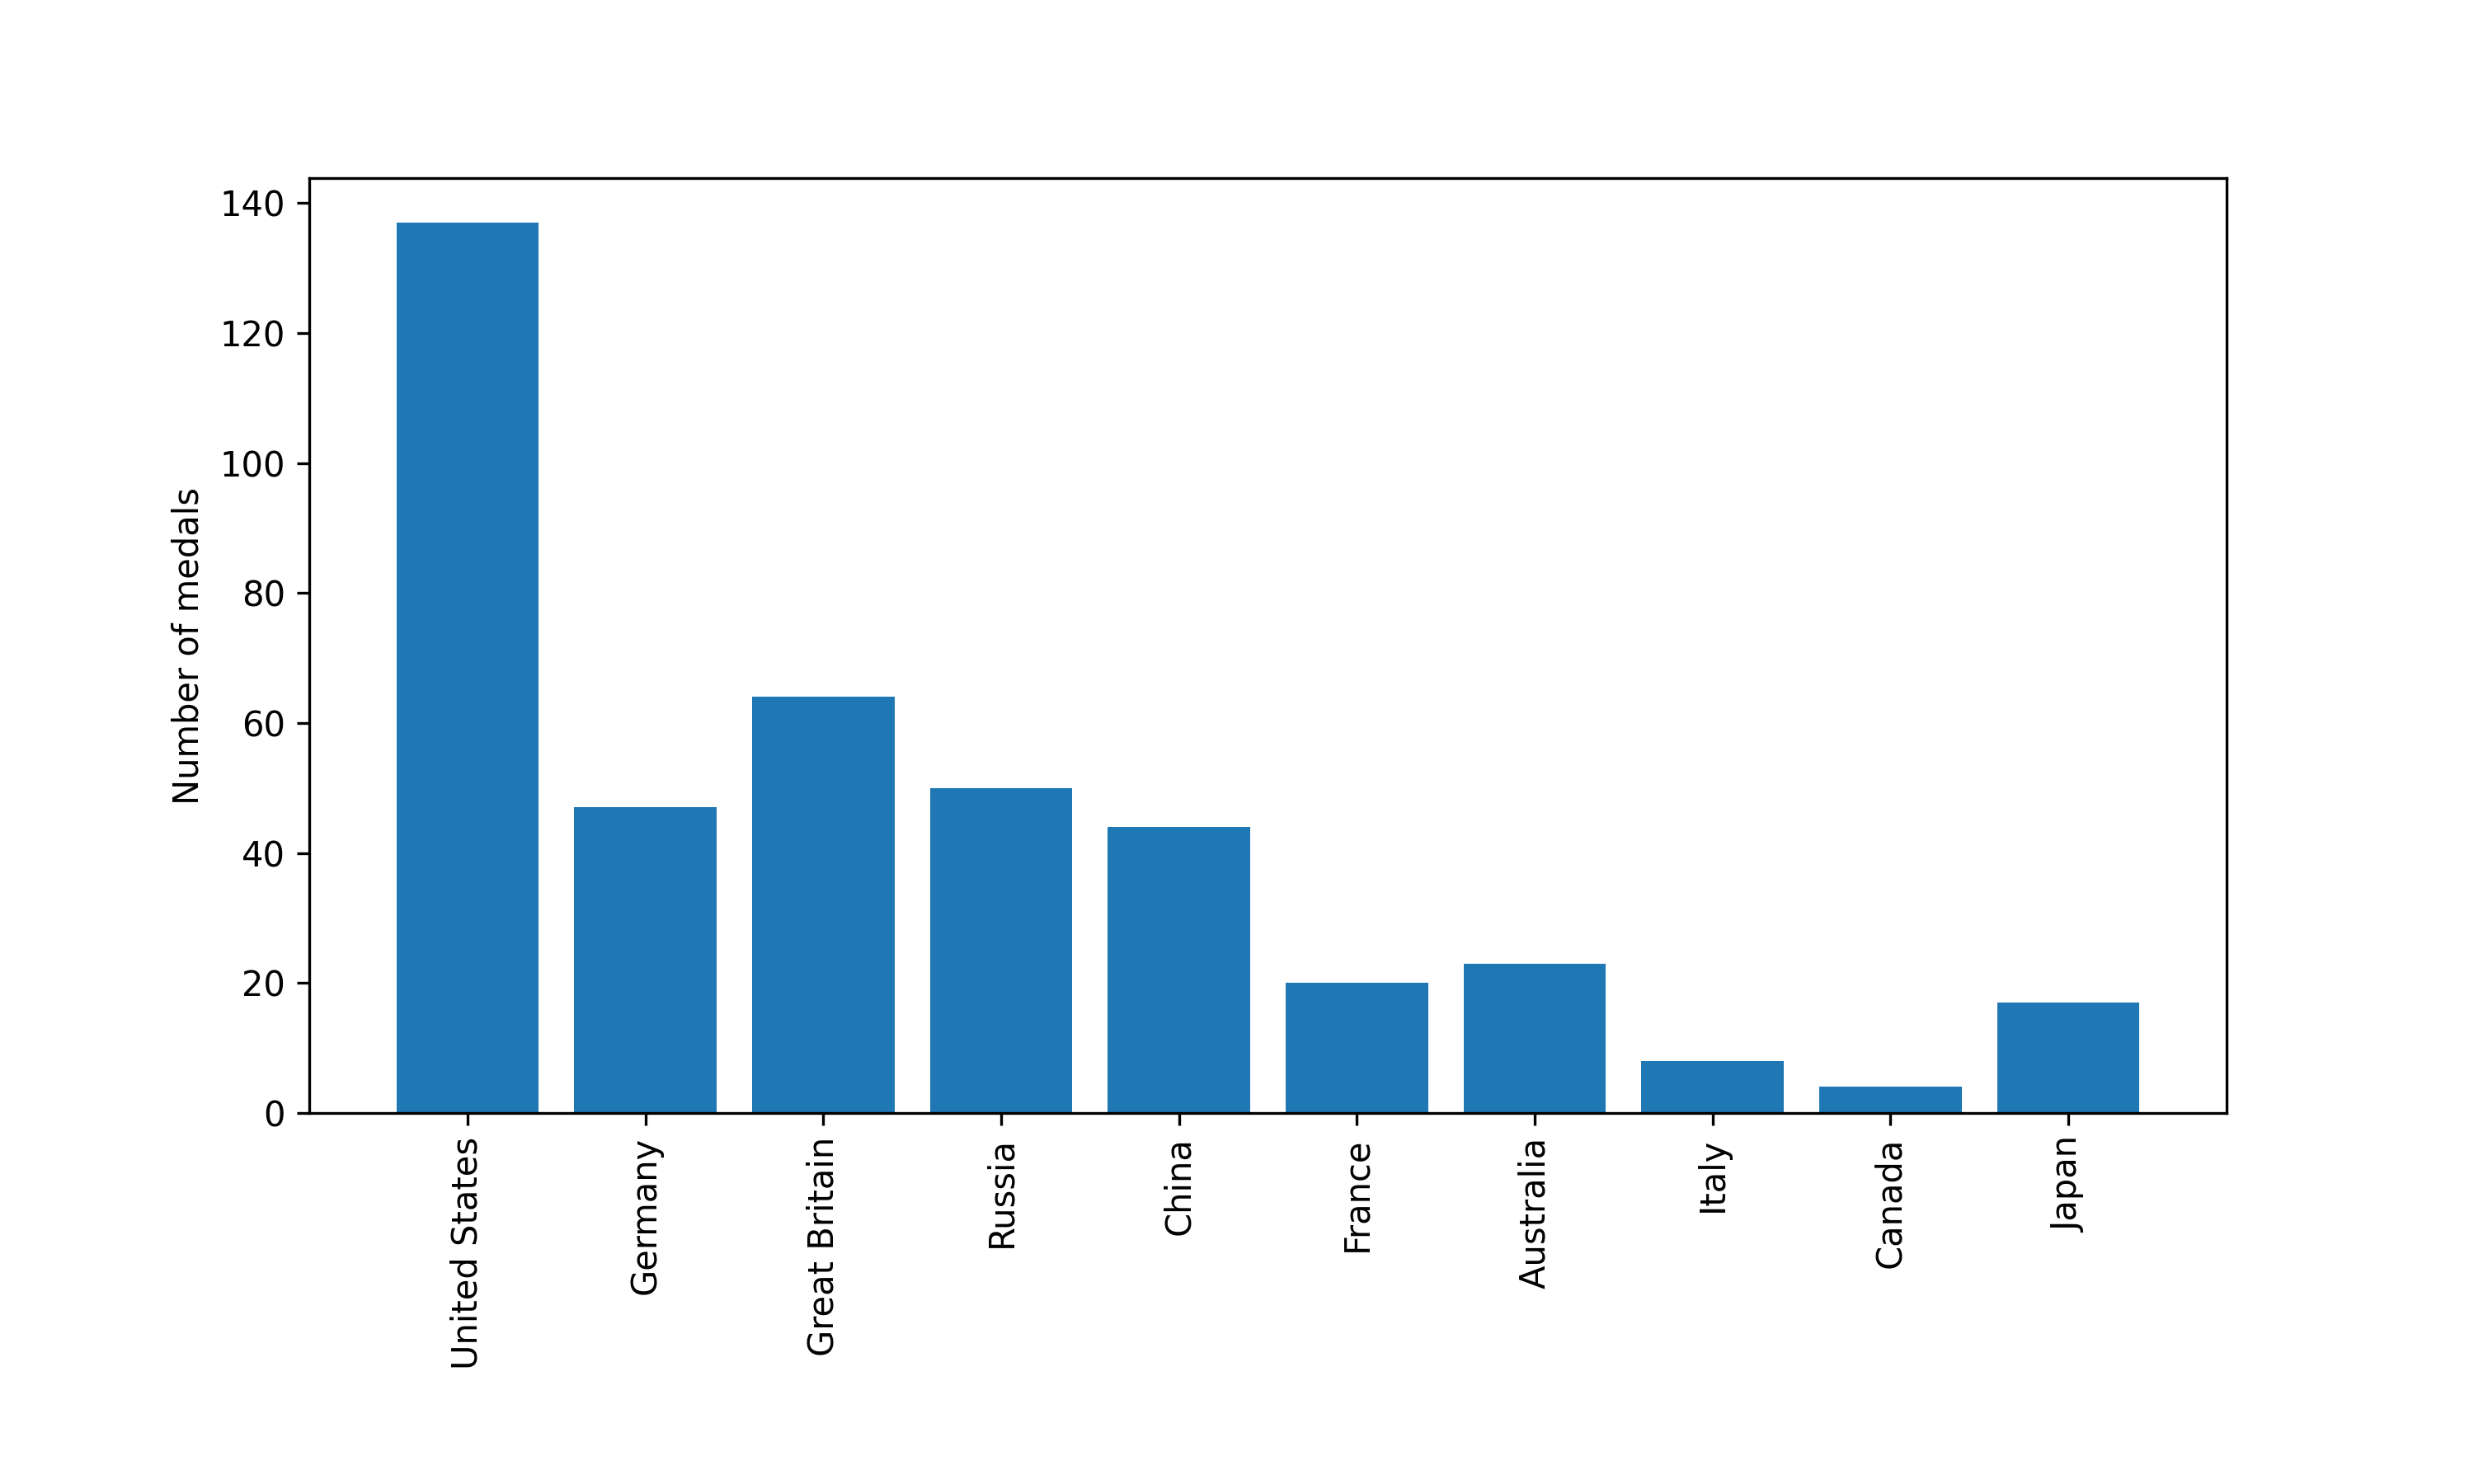 Number of medals
140
120
100
80
60
40
20
0
United States
Germany
Great Britain
Russia
China
France
Australia
Italy
Canada
Japan